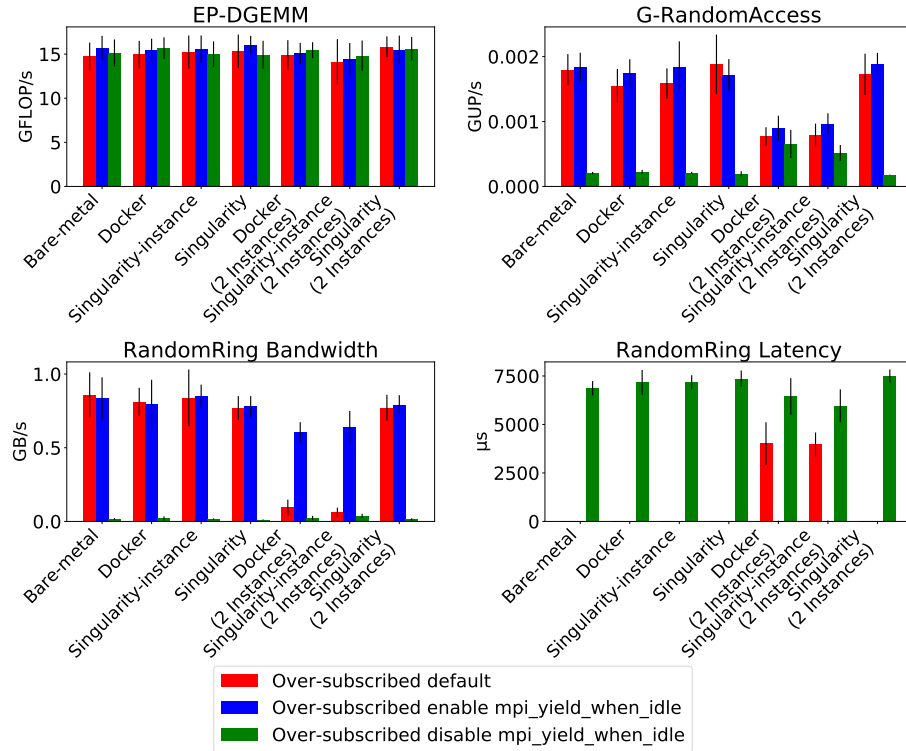 EP-DGEMM
GFLOP/s
15
10
5
0
Bare-metal
Docker
Singularity-instance
Singularity
Docker
(2 Instances)
Singularity-instance
(2 Instances)
Singularity
(2 Instances)
G-RandomAccess
GUP/s
0.002
0.001
0.000
Bare-metal
Docker
Singularity-instance
Singularity
Docker
(2 Instances)
Singularity-instance
(2 Instances)
Singularity
(2 Instances)
RandomRing Bandwidth
GB/s
1.0
0.5
0.0
Bare-metal
Docker
Singularity-instance
Singularity
Docker
(2 Instances)
Singularity-instance
(2 Instances)
Singularity
(2 Instances)
RandomRing Latency
µs
7500
5000
2500
0
Bare-metal
Docker
Singularity-instance
Singularity
Docker
(2 Instances)
Singularity-instance
(2 Instances)
Singularity
(2 Instances)
Over-subscribed default
Over-subscribed enable mpi_yield_when_idle
Over-subscribed disable mpi_yield_when_idle